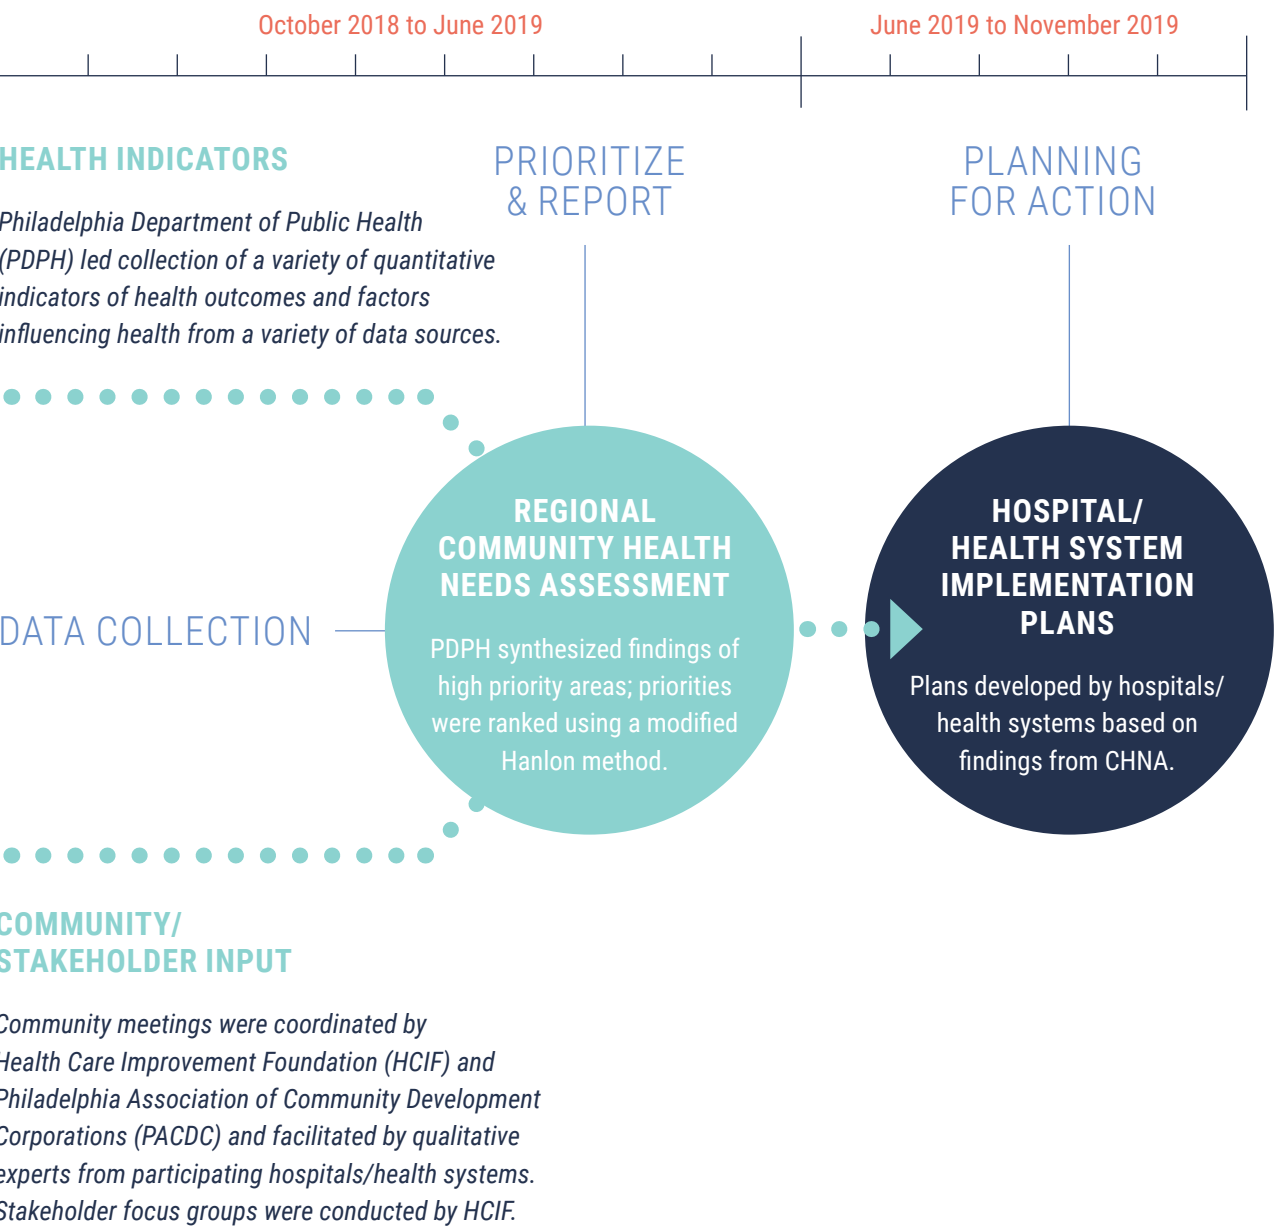 October 2018 to June 2019
June 2019 to November 2019
HEALTH INDICATORS
Philadelphia Department of Public Health
(PDPH) led collection of a variety of quantitative
indicators of health outcomes and factors
influencing health from a variety of data sources.
PRIORITIZE
& REPORT
PLANNING
FOR ACTION
DATA COLLECTION
REGIONAL
COMMUNITY HEALTH
NEEDS ASSESSMENT
PDPH synthesized findings of
high priority areas; priorities
were ranked using a modified
Hanlon method.
HOSPITAL/
HEALTH SYSTEM
IMPLEMENTATION
PLANS
Plans developed by hospitals/
health systems based on
findings from CHNA.
COMMUNITY/
STAKEHOLDER INPUT
Community meetings were coordinated by
Health Care Improvement Foundation (HCIF) and
Philadelphia Association of Community Development
Corporations (PACDC) and facilitated by qualitative
experts from participating hospitals/health systems.
Stakeholder focus groups were conducted by HCIF.